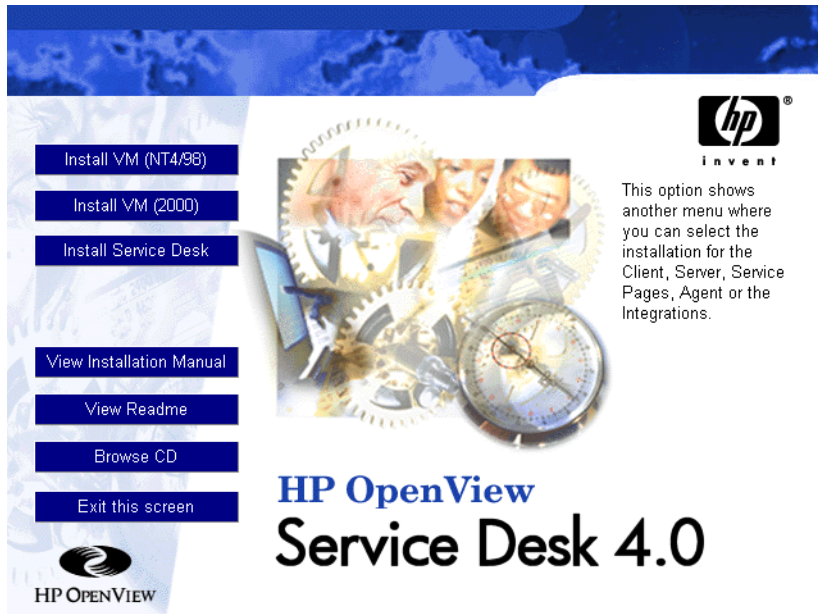 hp
®
invent
Install VM (NT4/98)
Install VM (2000)
Install Service Desk
This option shows
another menu where
you can select the
installation for the
Client, Server, Service
Pages, Agent or the
Integrations.
View Installation Manual
View Readme
Browse CD
Exit this screen
HP OpenView
Service Desk 4.0
HP OPENVIEW